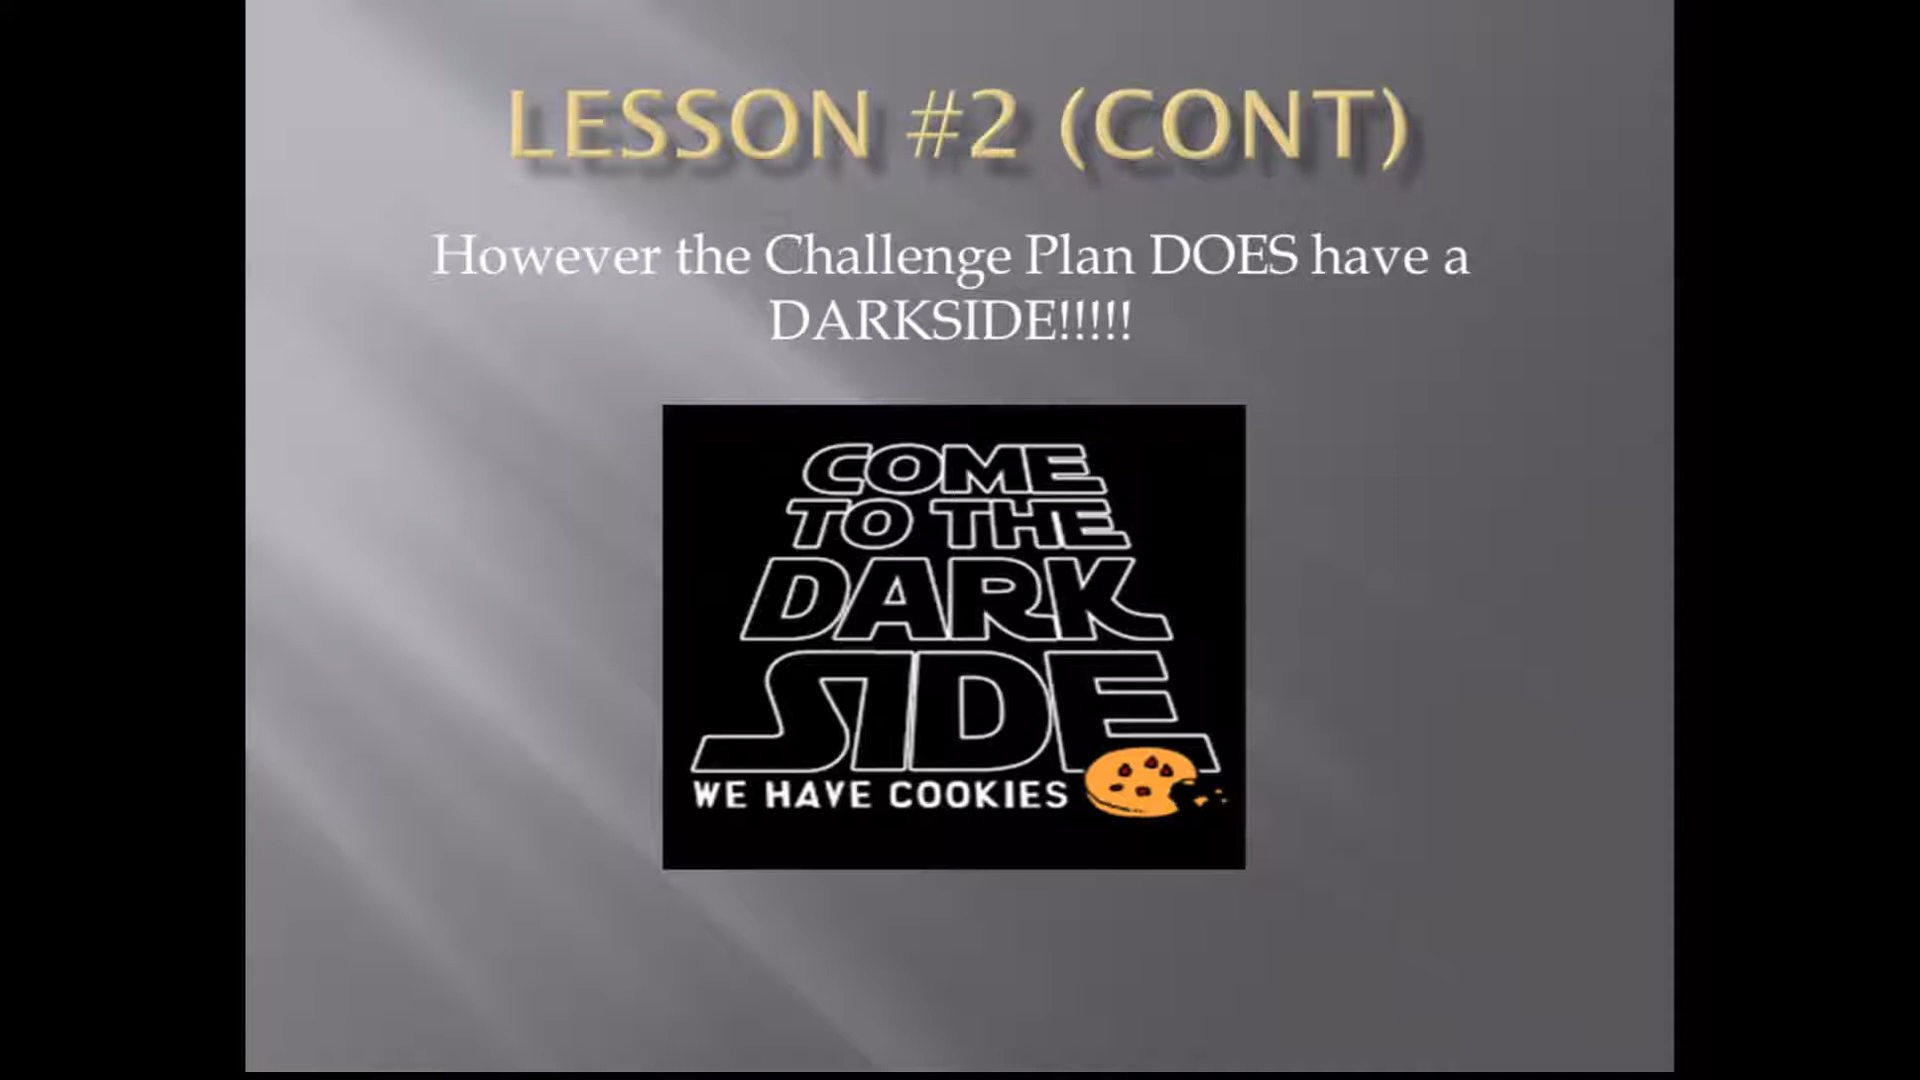 LESSON #2 (CONT)
However the Challenge Plan DOES have a
DARKSIDE!!!!!
COME
TO THE
DARK
SIDE
WE HAVE COOKIES